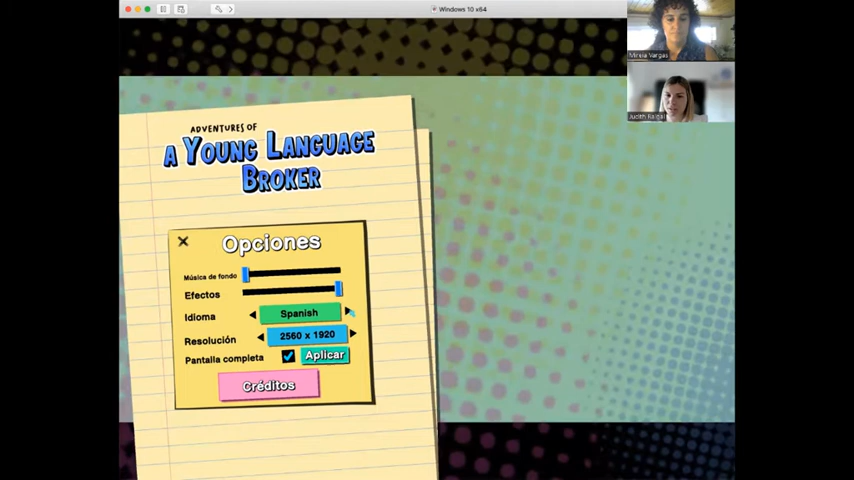 Windows 10 x64
Mireia Vargas
Judith Raigal
ADVENTURES OF
A YOUNG LANGUAGE
BROKER
Opciones
Música de fondo
Efectos
Idioma
Spanish
Resolución
2560 x 1920
Pantalla completa
Aplicar
Créditos